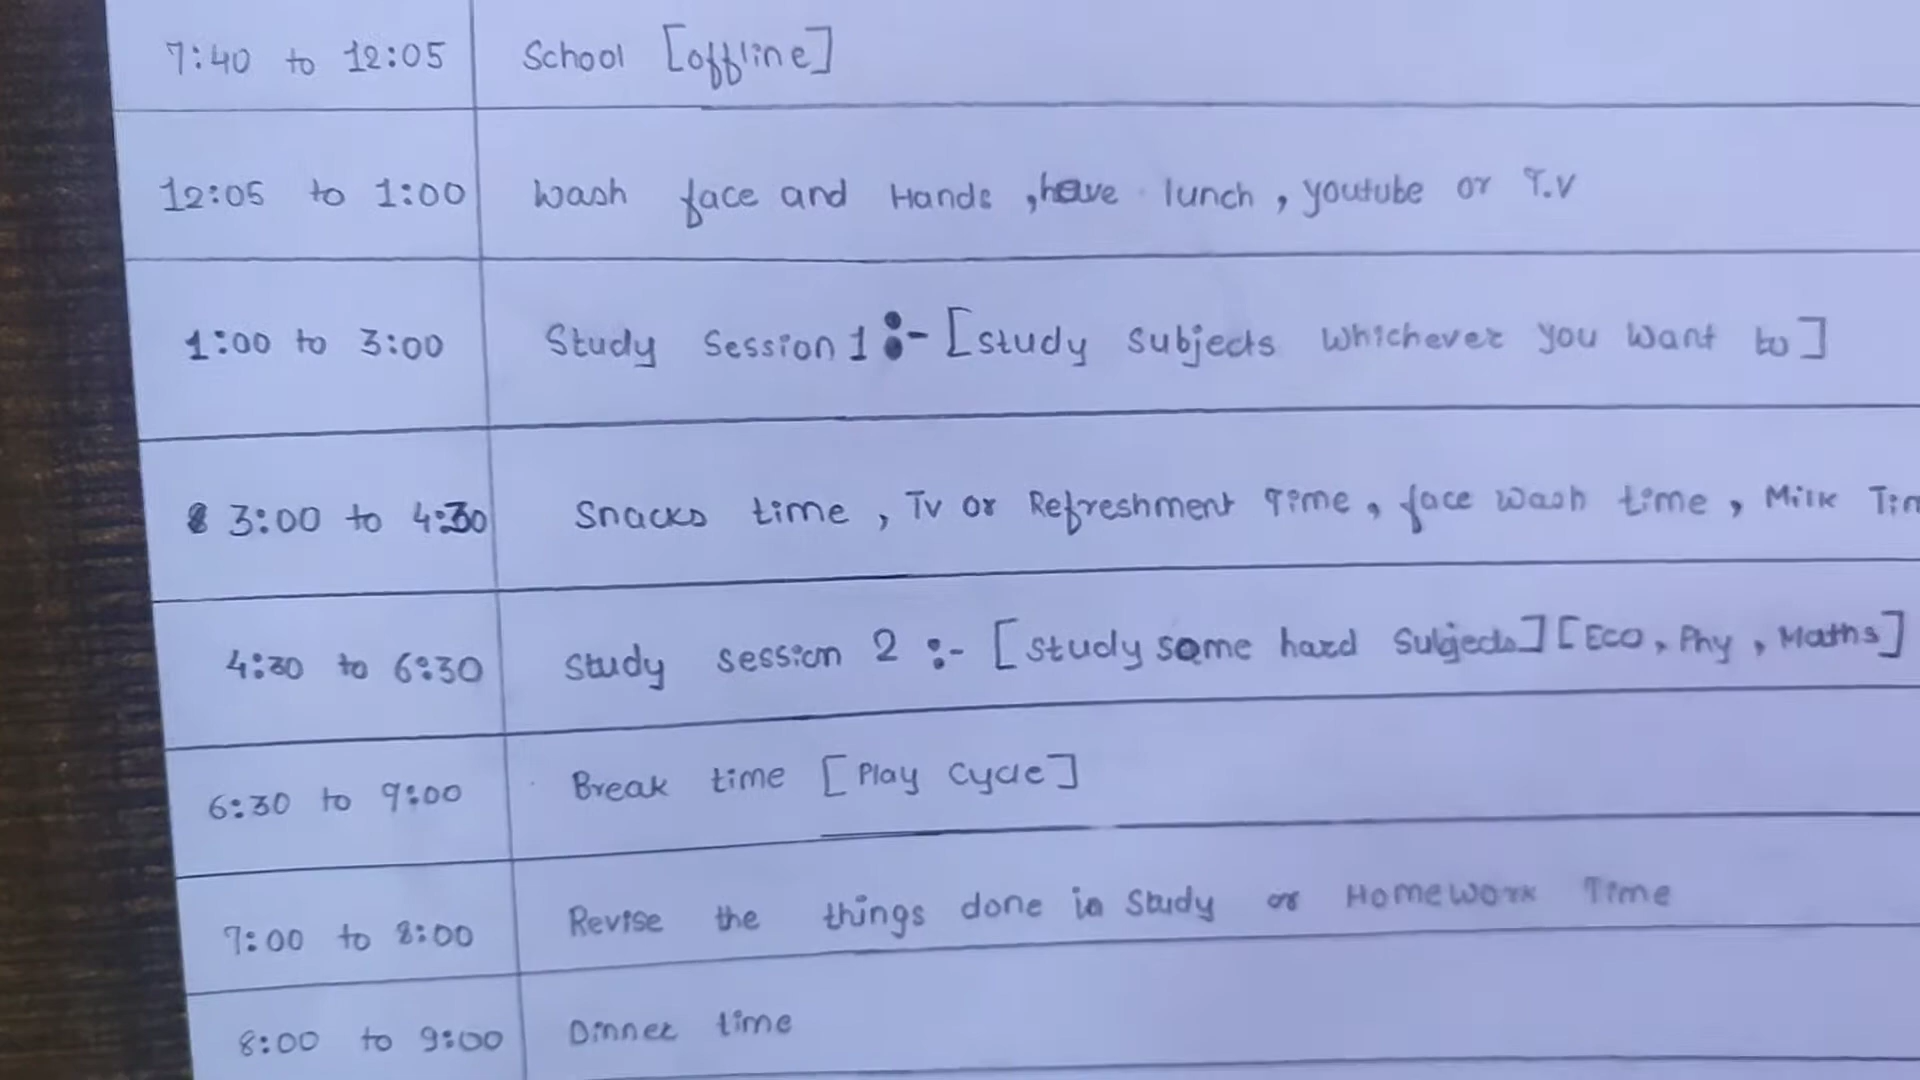 7:40 to 12:05 School [offline]
12:05 to 1:00 Wash face and Hands , have lunch , youtube or T.V
1:00 to 3:00 Study Session 1 :- [study subjects whichever you want to]
3:00 to 4:30 Snacks time , Tv or Refreshment Time , face wash time , Milk
4:30 to 6:30 Study session 2 :- [study some hard Subjects] [Eco , Phy , Maths]
6:30 to 7:00 Break time [Play Cycle]
7:00 to 8:00 Revise the things done in Study or Homework Time
8:00 to 9:00 Dinner time